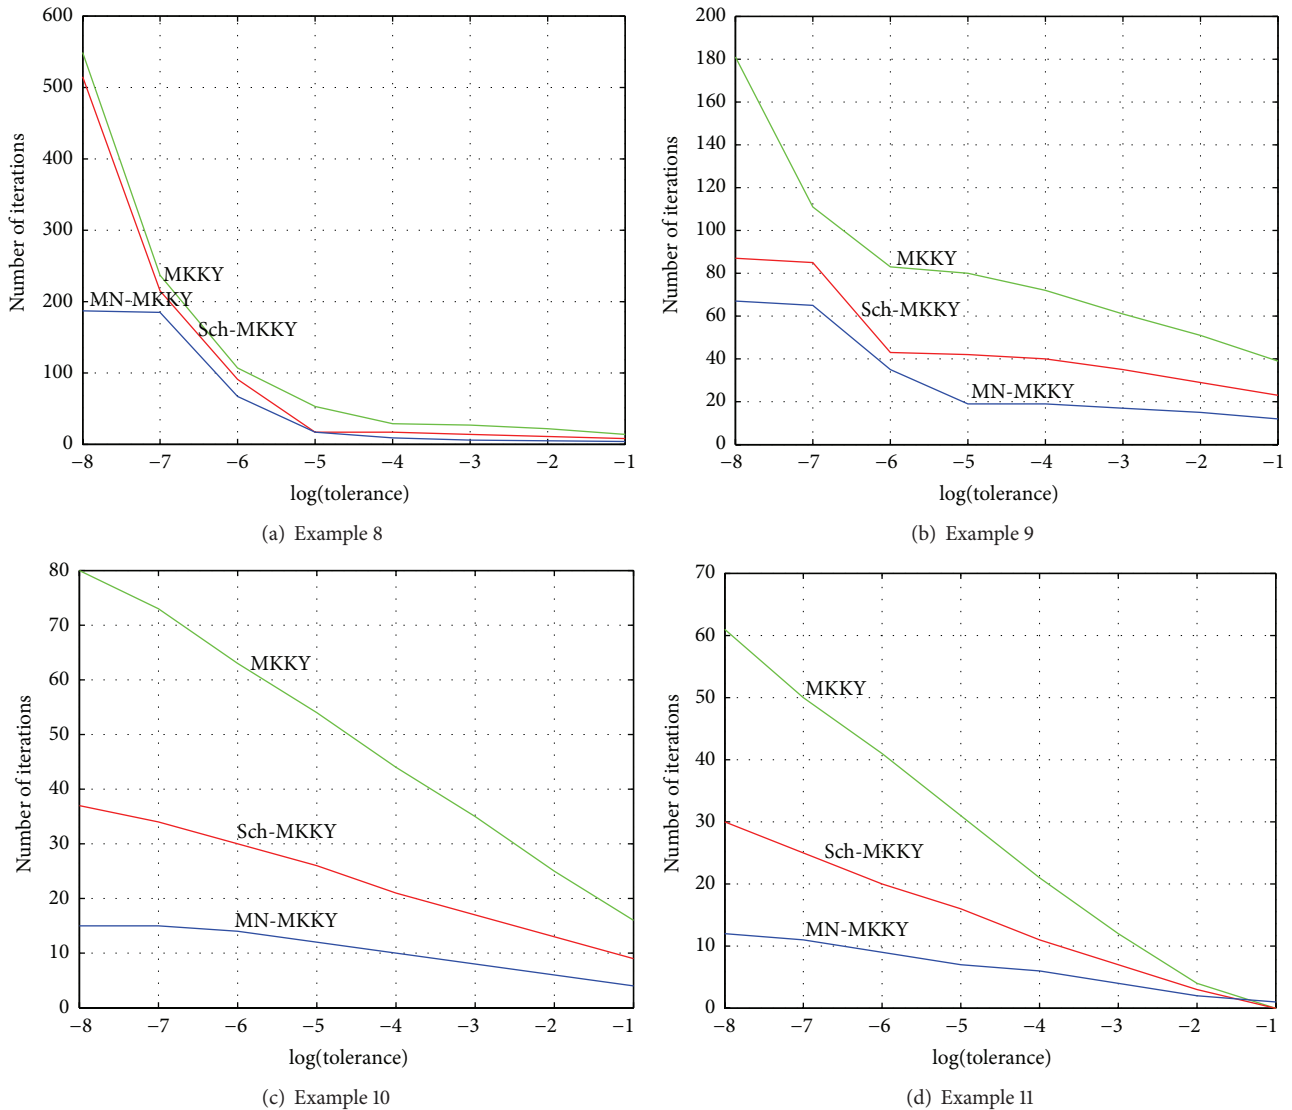 600
500
400
300
200
100
0
Number of iterations
MKKY
MN-MKKY
Sch-MKKY
−8 −7 −6 −5 −4 −3 −2 −1
log(tolerance)
(a) Example 8
200
180
160
140
120
100
80
60
40
20
0
Number of iterations
MKKY
Sch-MKKY
MN-MKKY
−8 −7 −6 −5 −4 −3 −2 −1
log(tolerance)
(b) Example 9
80
70
60
50
40
30
20
10
0
Number of iterations
MKKY
Sch-MKKY
MN-MKKY
−8 −7 −6 −5 −4 −3 −2 −1
log(tolerance)
(c) Example 10
70
60
50
40
30
20
10
0
Number of iterations
MKKY
Sch-MKKY
MN-MKKY
−8 −7 −6 −5 −4 −3 −2 −1
log(tolerance)
(d) Example 11